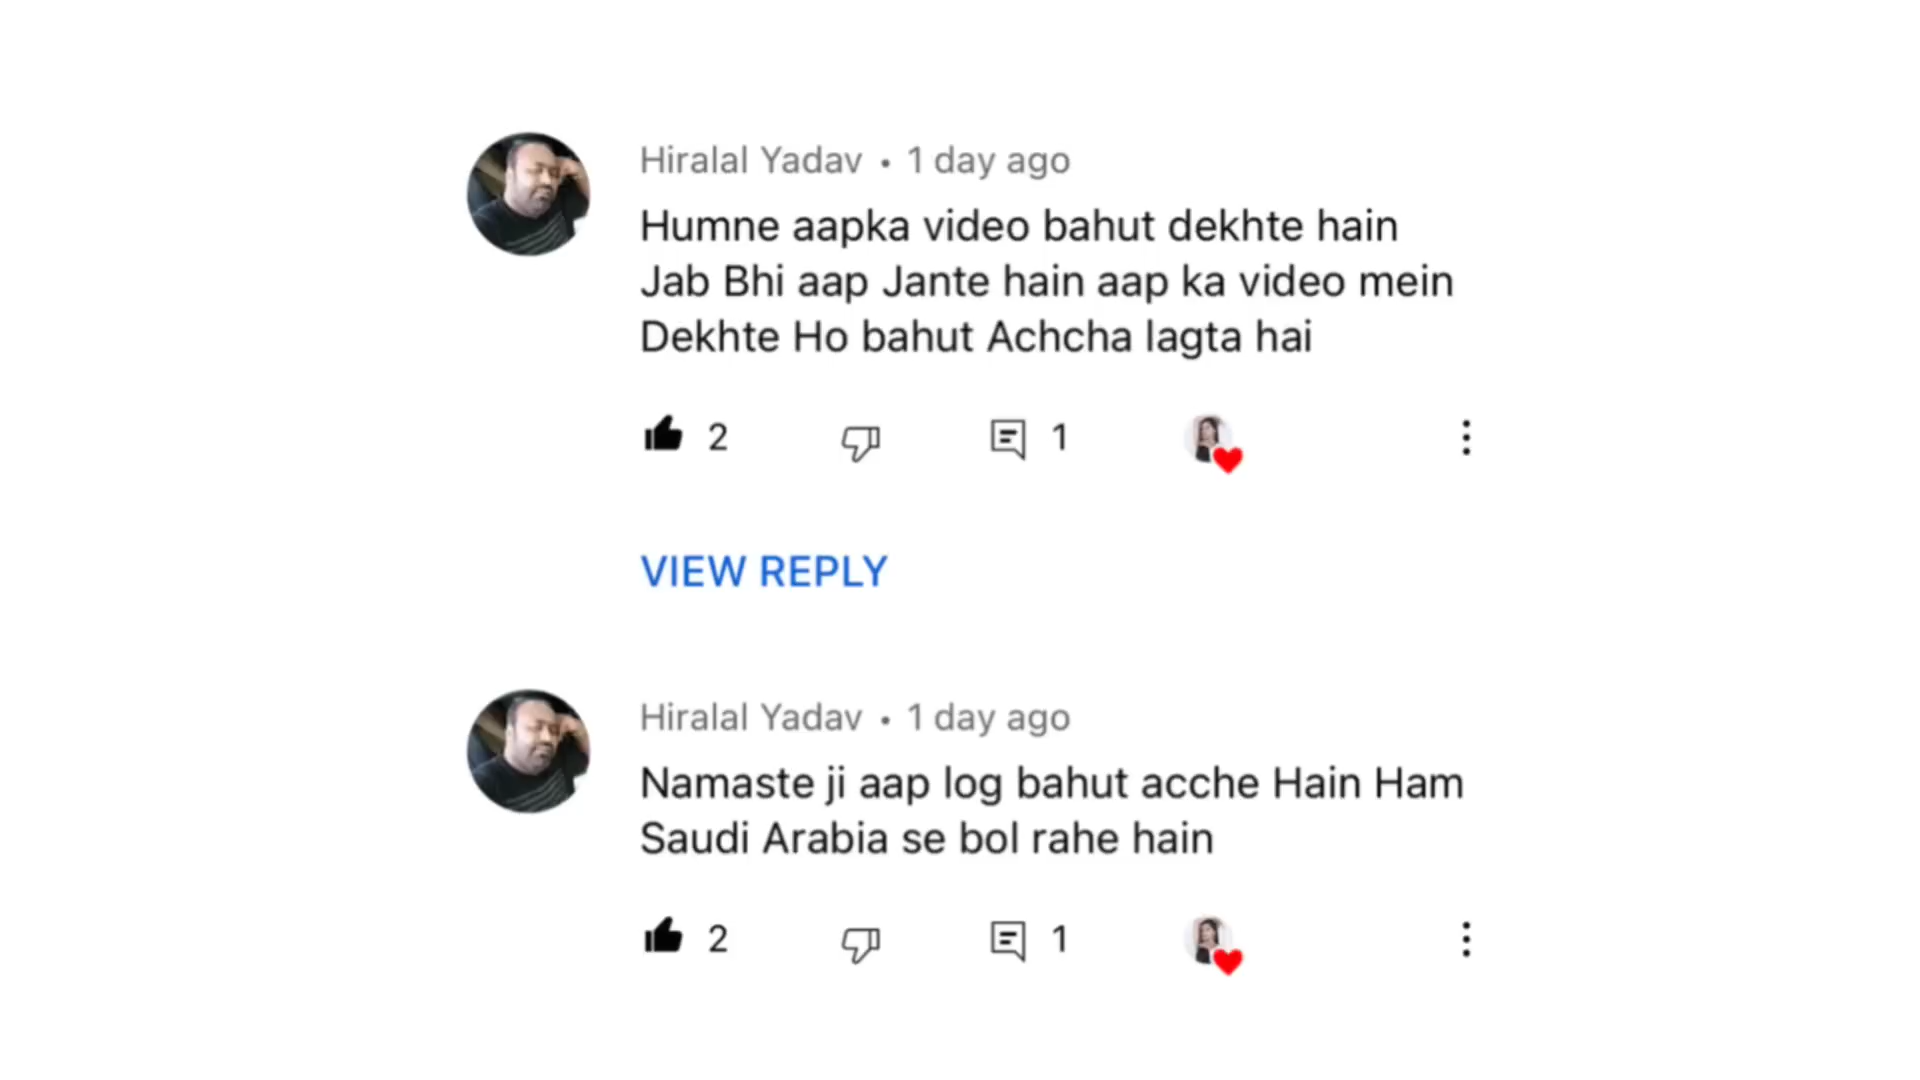 Hiralal Yadav • 1 day ago
Humne aapka video bahut dekhte hain
Jab Bhi aap Jante hain aap ka video mein
Dekhte Ho bahut Achcha lagta hai
2 1
VIEW REPLY
Hiralal Yadav • 1 day ago
Namaste ji aap log bahut acche Hain Ham
Saudi Arabia se bol rahe hain
2 1